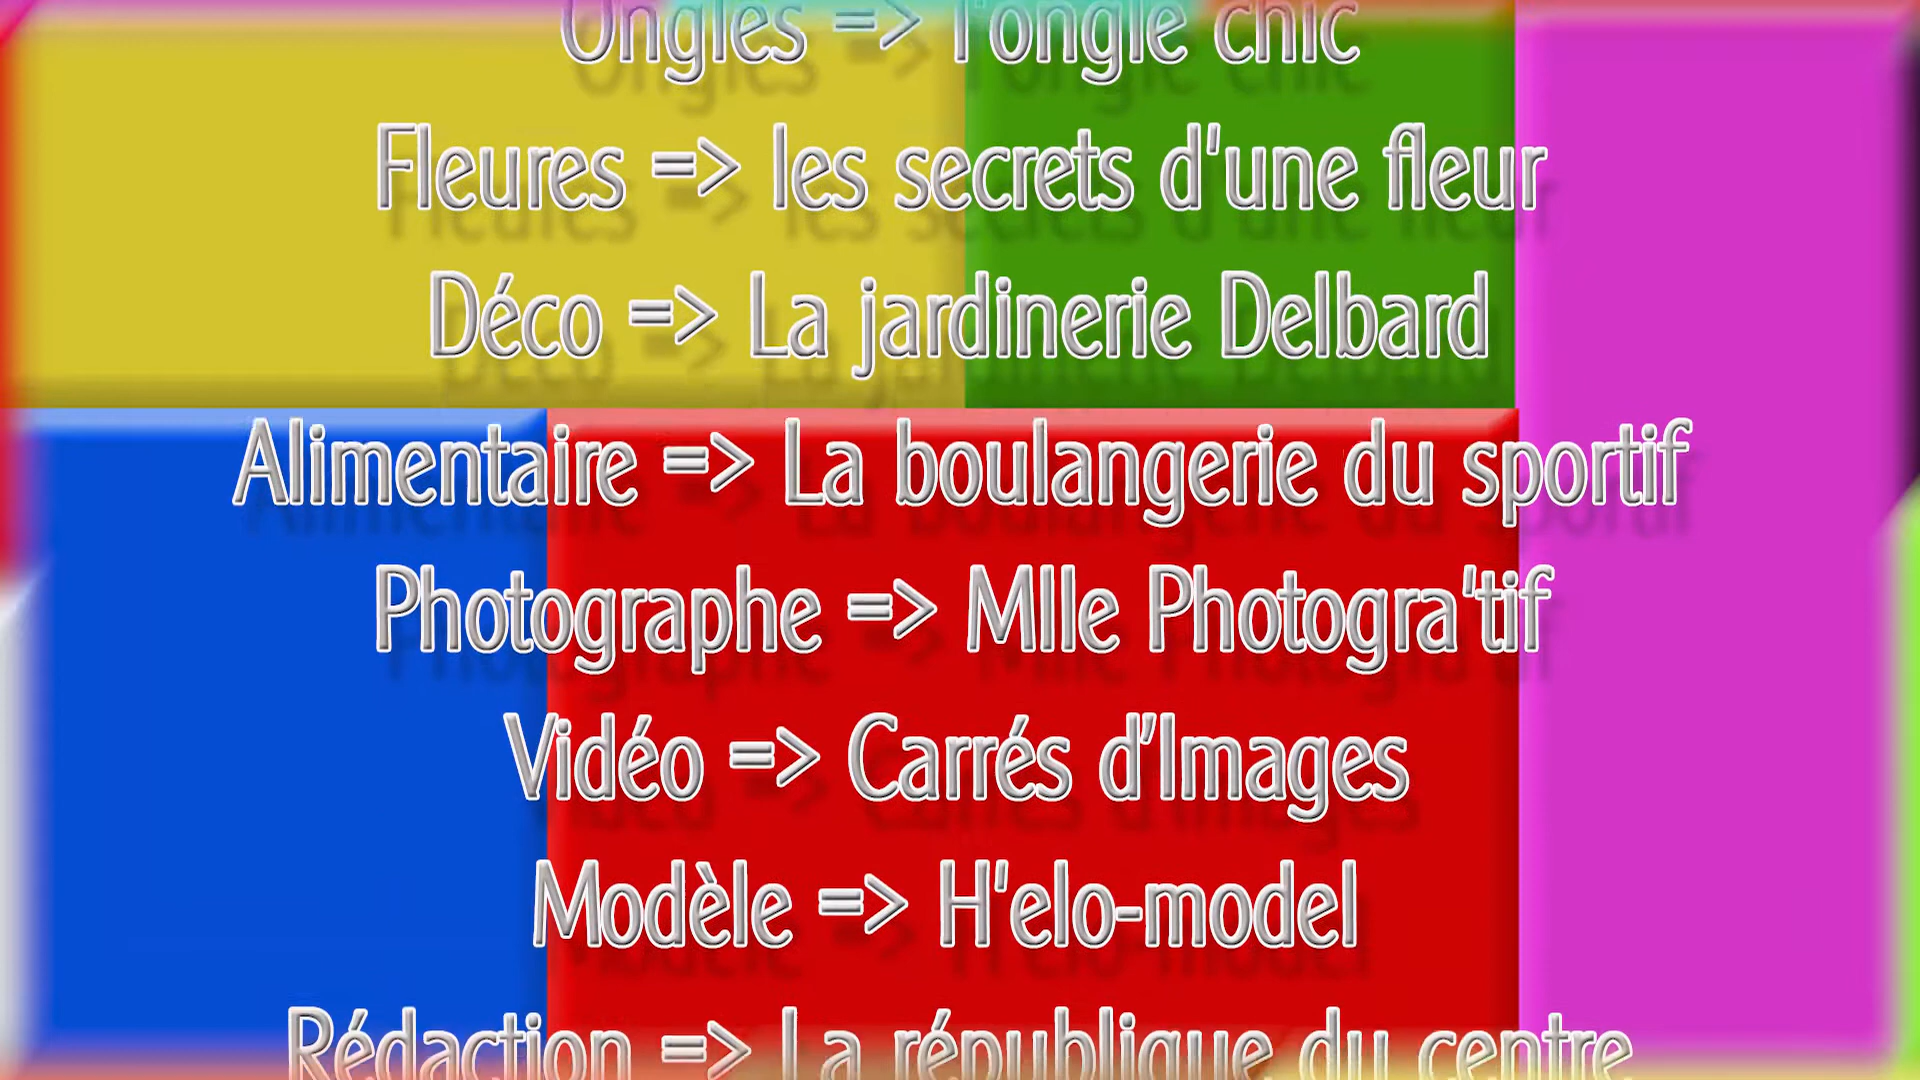 Ongles => l'ongle chic
Fleures => les secrets d'une fleur
Déco => La jardinerie Delbard
Alimentaire => La boulangerie du sportif
Photographe => Mlle Photogra'tif
Vidéo => Carrés d'Images
Modèle => H'elo-model
Rédaction => La république du centre